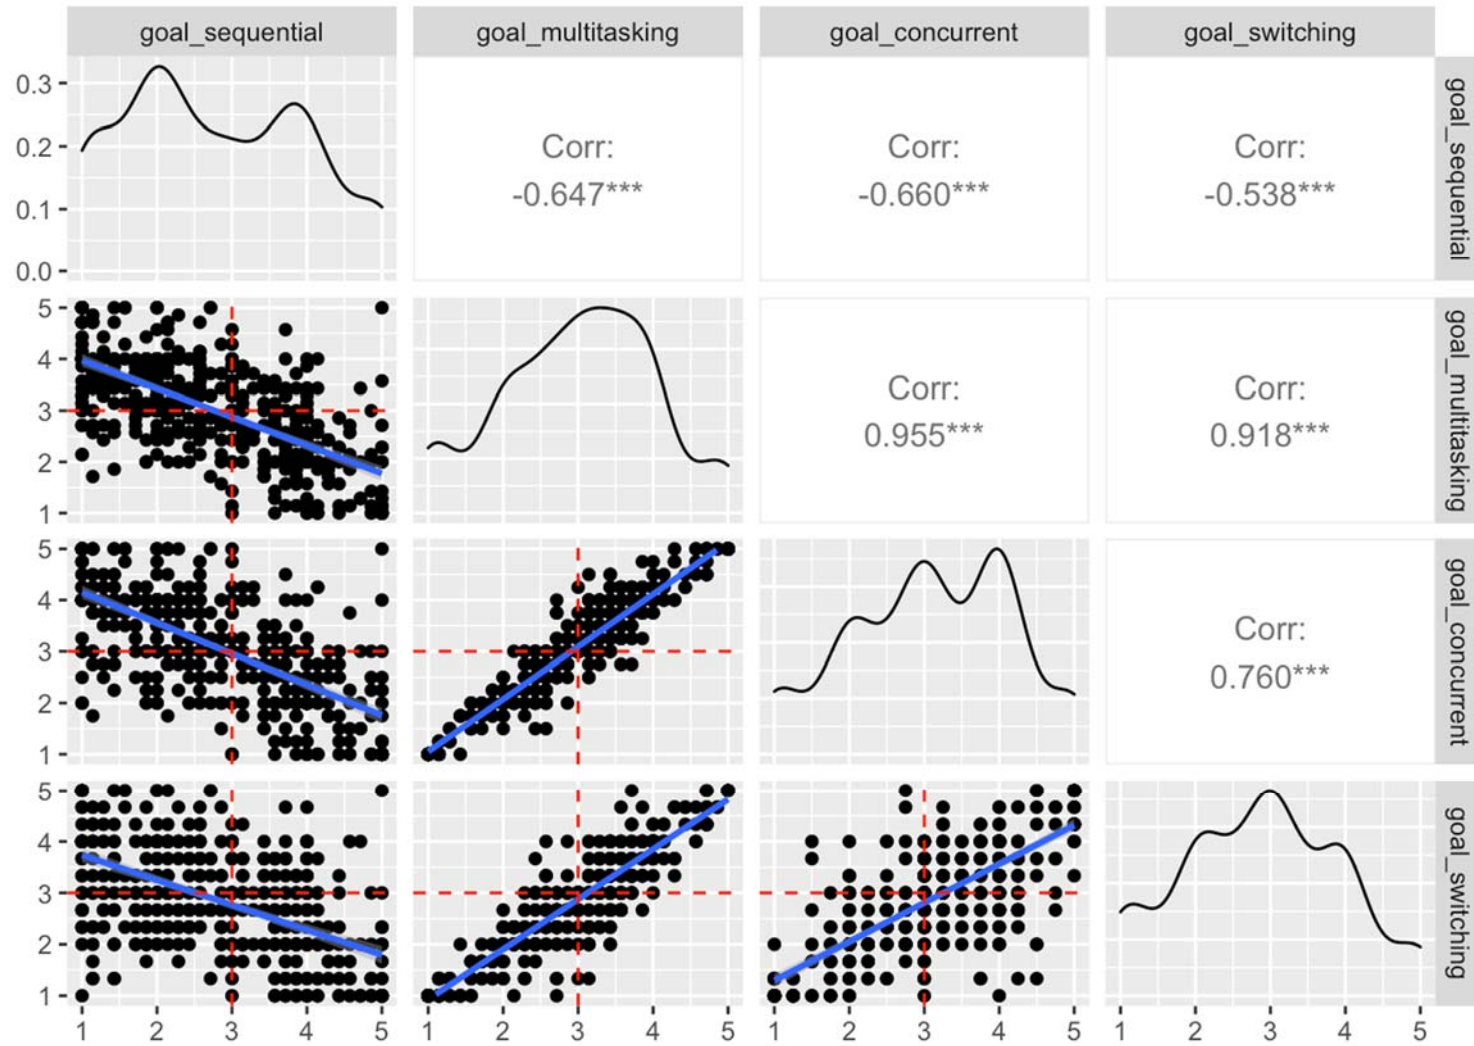 goal_sequential goal_multitasking goal_concurrent goal_switching
0.3
0.2
0.1
0.0
Corr:
-0.647***
Corr:
-0.660***
Corr:
-0.538***
goal_sequential
5
4
3
2
1
Corr:
0.955***
Corr:
0.918***
goal_multitasking
5
4
3
2
1
Corr:
0.760***
goal_concurrent
5
4
3
2
1
goal_switching
1 2 3 4 5 1 2 3 4 5 1 2 3 4 5 1 2 3 4 5